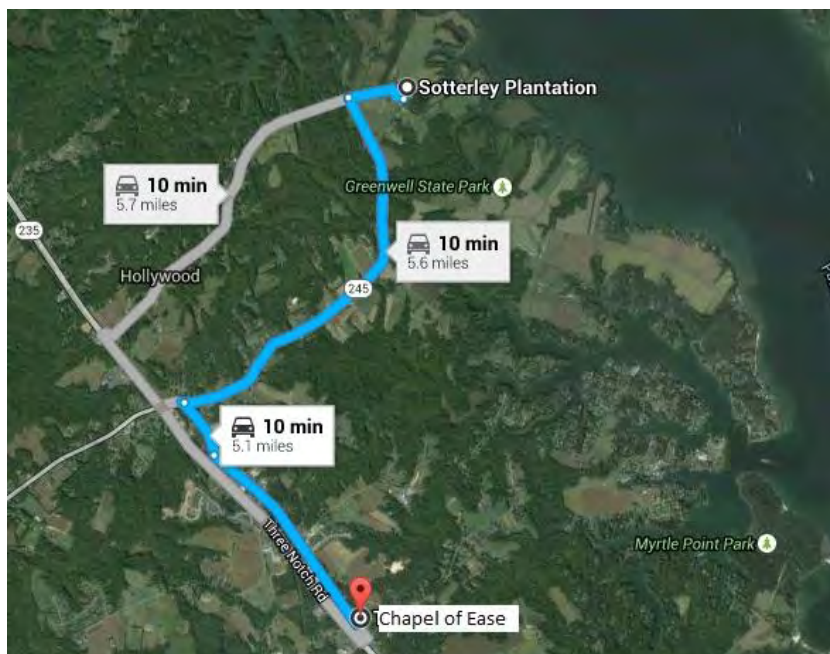 Sotterley Plantation
10 min
5.7 miles
Greenwell State Park
235
10 min
5.6 miles
Hollywood
245
10 min
5.1 miles
Three Notch Rd
Myrtle Point Park
Chapel of Ease